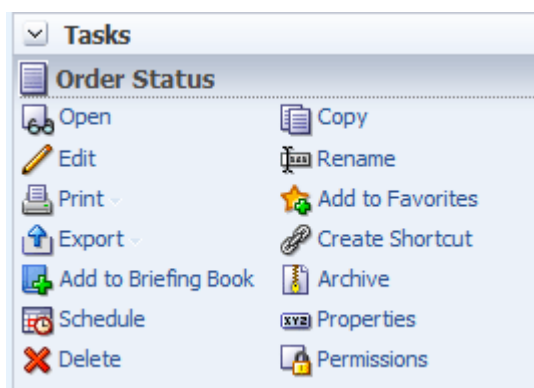 Tasks
Order Status
Open Copy
Edit Rename
Print Add to Favorites
Export Create Shortcut
Add to Briefing Book Archive
Schedule Properties
Delete Permissions